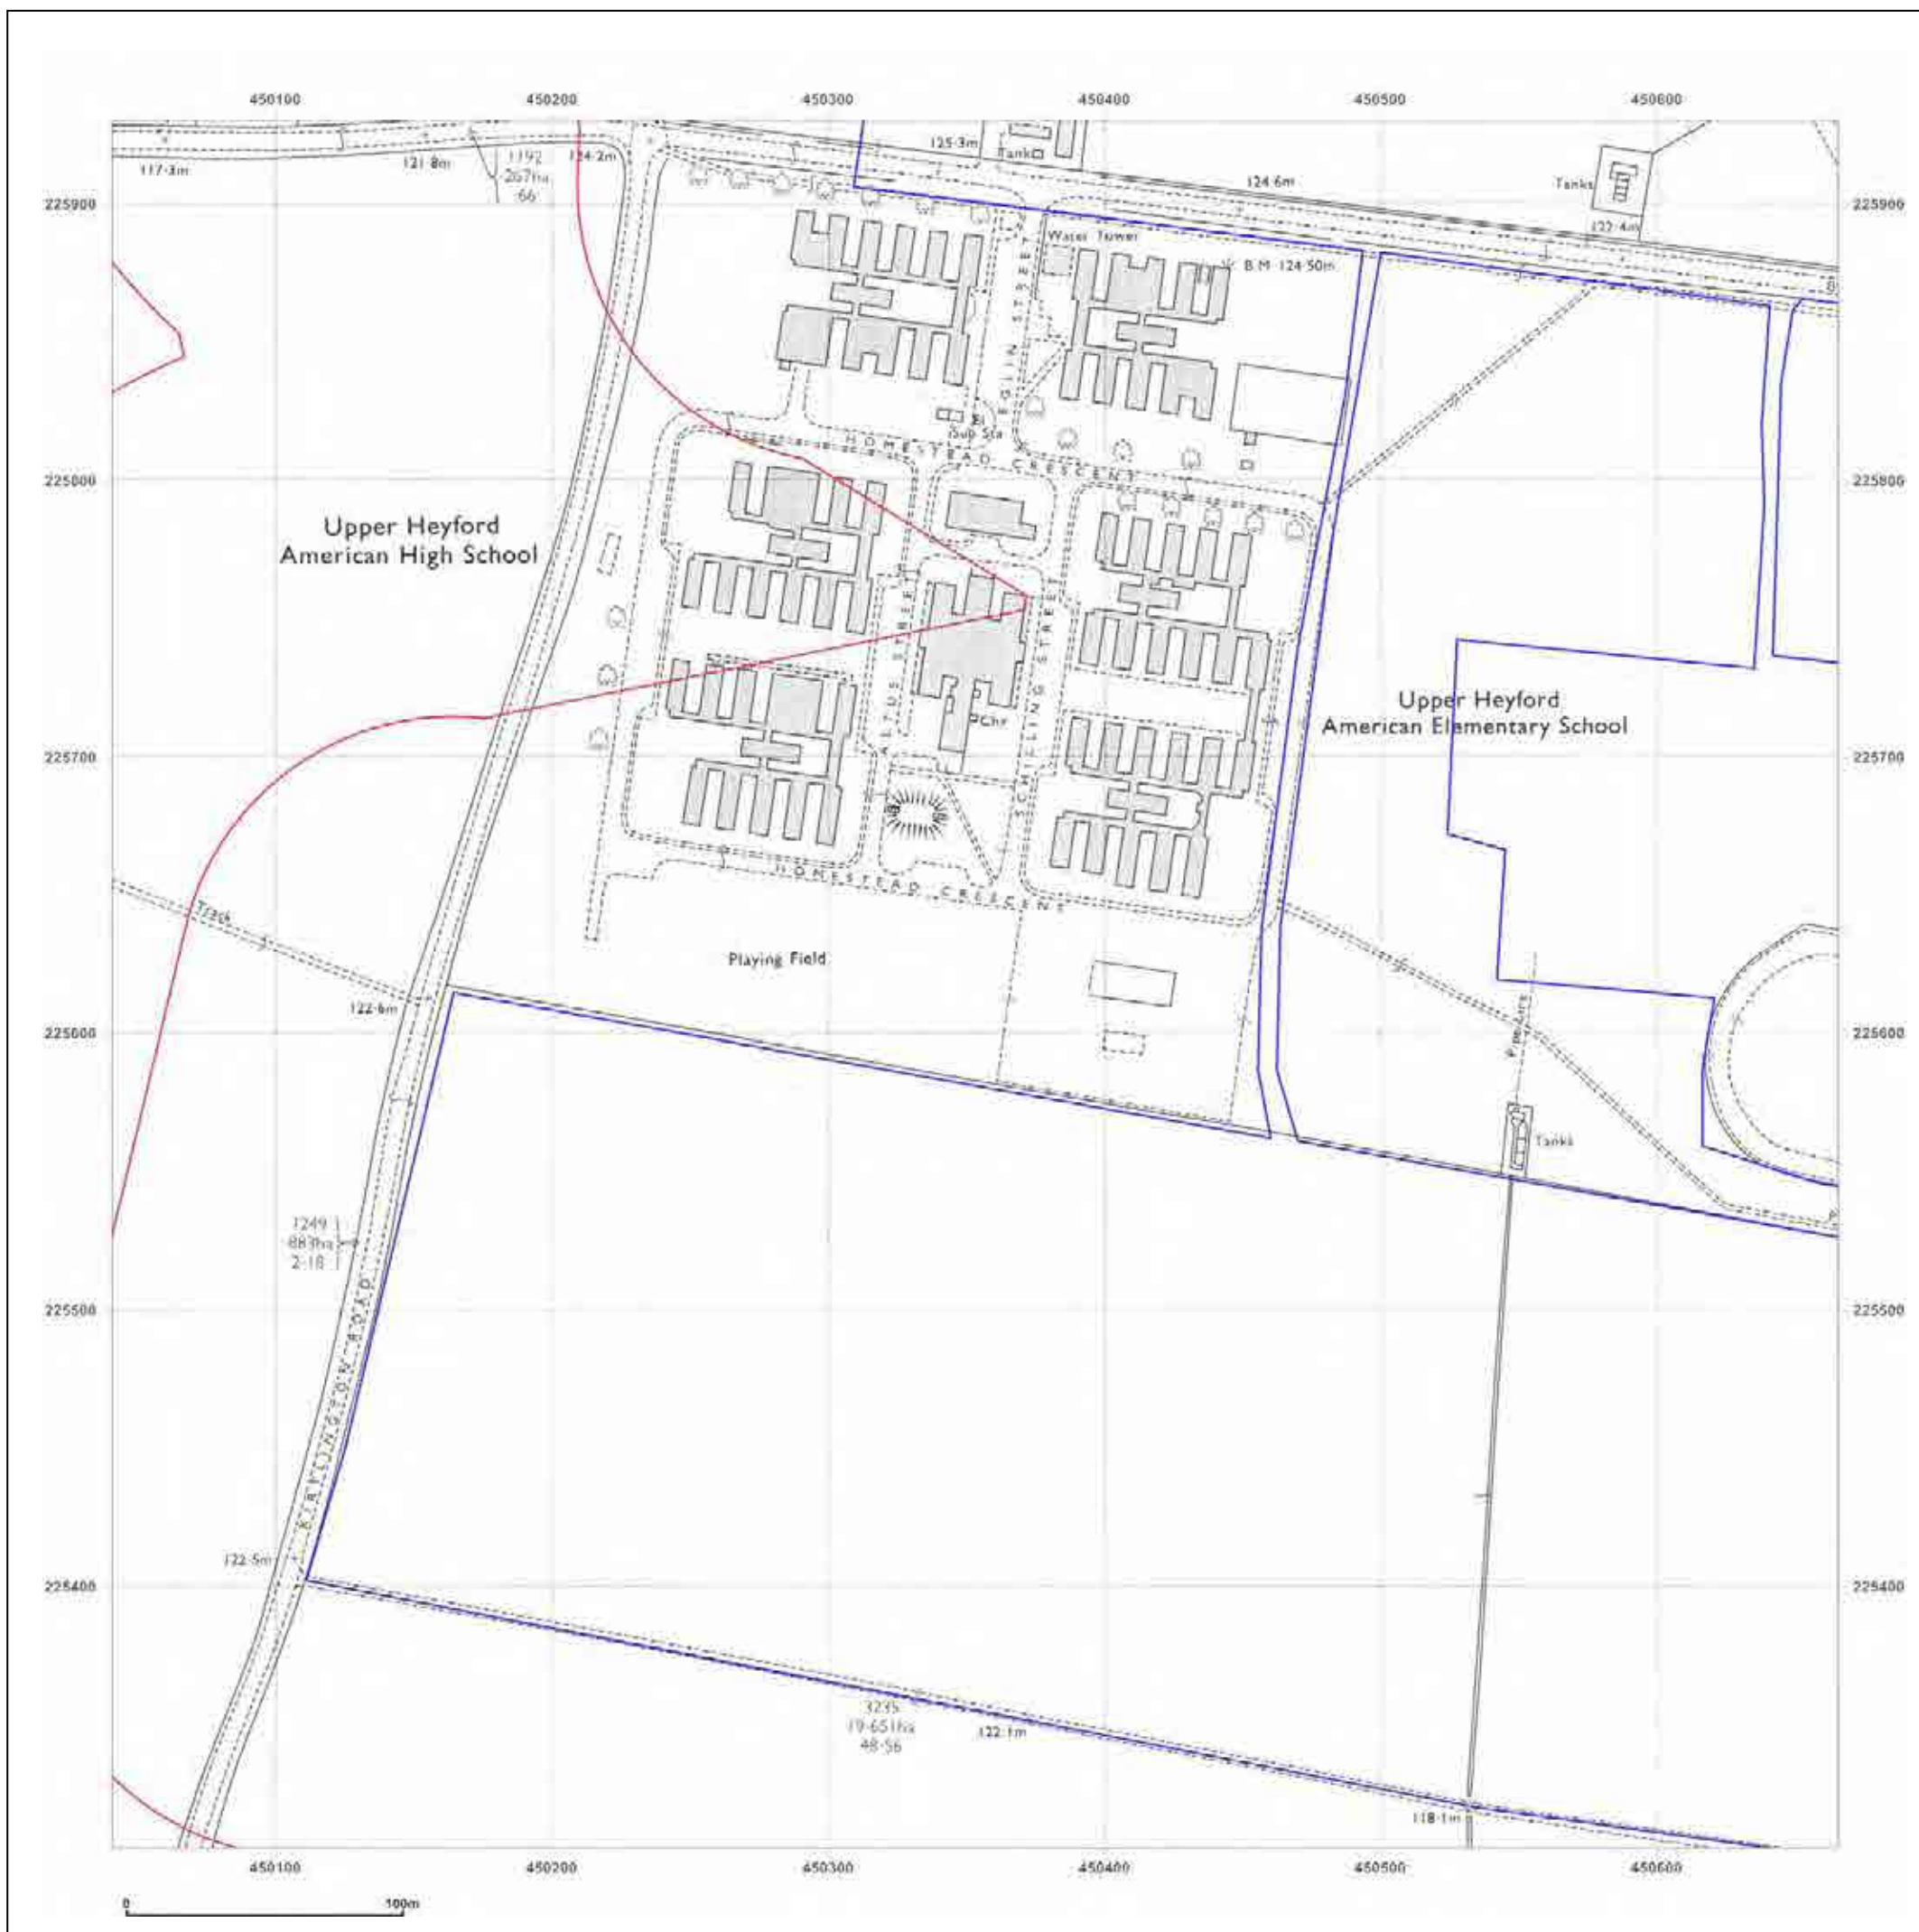 450100 450200 450300 450400 450500 450600
125·3m
Tank
124·2m
117·3m
121·8m
1192
·267ha
·66
124·6m
Tanks
225900
225900
122·4m
Water Tower
B M 124·50m
EGLIN STREET
El
Sub Sta
HOMESTEAD CRESCENT
225800
225800
Upper Heyford
American High School
ALTUS STREET
SCHILLING STREET
Upper Heyford
American Elementary School
Chy
225700
225700
HOMESTEAD CRESCENT
Track
Playing Field
122·6m
225600
225600
Pipe Line
Tanks
1249
·883ha
2·18
KIRTLINGTON ROAD
225500
225500
122·5m
225400
225400
3235
19·651ha
48·56
122·1m
118·1m
450100 450200 450300 450400 450500 450600
0 100m